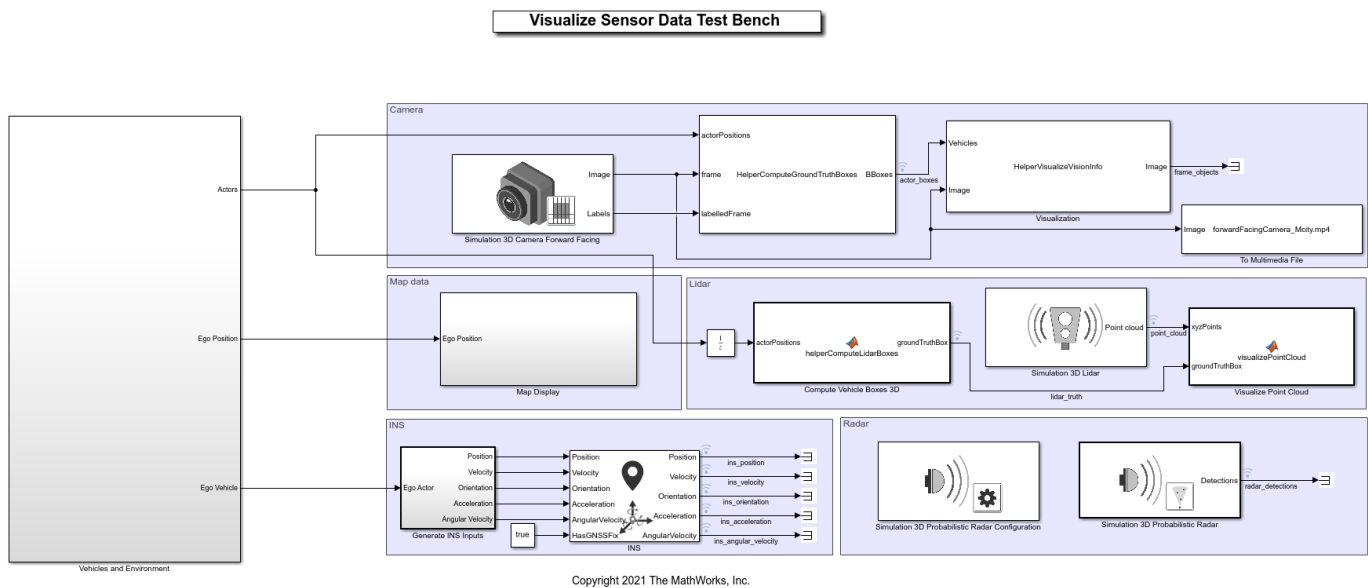 Visualize Sensor Data Test Bench
Actors
Ego Position
Ego Vehicle
Vehicles and Environment
Camera
Image
Labels
Simulation 3D Camera Forward Facing
actorPositions
frame
labelledFrame
HelperComputeGroundTruthBoxes
BBoxes
actor_boxes
Vehicles
Image
HelperVisualizeVisionInfo
Image
Visualization
frame_objects
Image
forwardFacingCamera_Mcity.mp4
To Multimedia File
Map data
Ego Position
Map Display
Lidar
1
z
actorPositions
helperComputeLidarBoxes
groundTruthBox
Compute Vehicle Boxes 3D
lidar_truth
Point cloud
Simulation 3D Lidar
point_cloud
xyzPoints
groundTruthBox
visualizePointCloud
Visualize Point Cloud
INS
Ego Actor
Position
Velocity
Orientation
Acceleration
Angular Velocity
Generate INS Inputs
true
Position
Velocity
Orientation
Acceleration
AngularVelocity
HasGNSSFix
Position
Velocity
Orientation
Acceleration
AngularVelocity
INS
ins_position
ins_velocity
ins_orientation
ins_acceleration
ins_angular_velocity
Radar
Simulation 3D Probabilistic Radar Configuration
Detections
Simulation 3D Probabilistic Radar
radar_detections
Copyright 2021 The MathWorks, Inc.